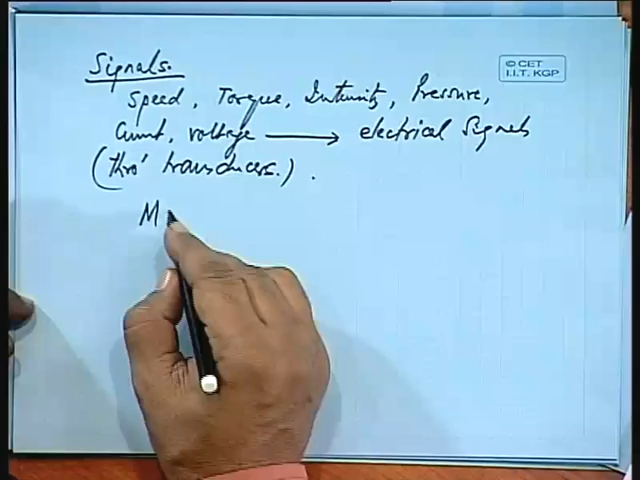 Signals.
© CET
I.I.T. KGP
Speed, Torque, Intensity, Pressure,
Current, voltage → electrical Signals
(thro' transducers.).
M